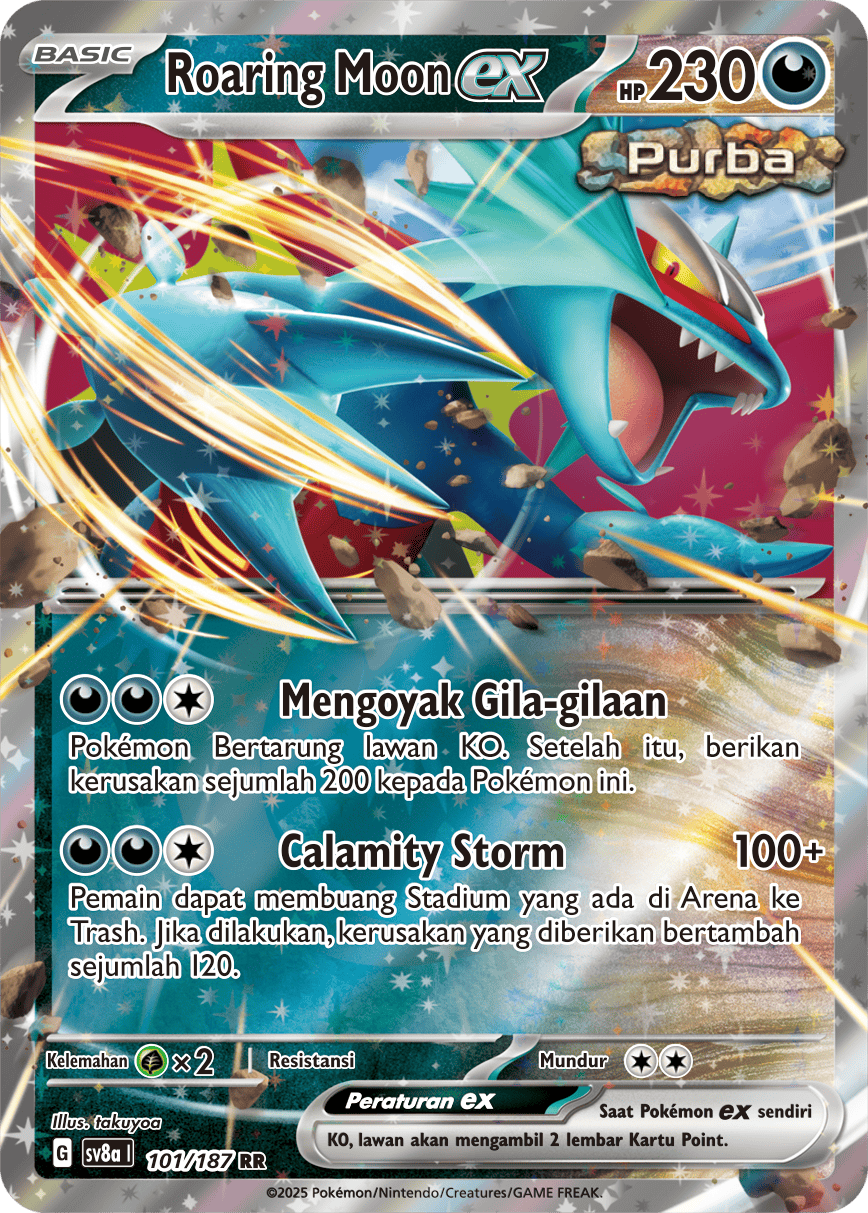 BASIC
Roaring Moon ex
HP 230
Purba
Mengoyak Gila-gilaan
Pokémon Bertarung lawan KO. Setelah itu, berikan
kerusakan sejumlah 200 kepada Pokémon ini.
Calamity Storm 100+
Pemain dapat membuang Stadium yang ada di Arena ke
Trash. Jika dilakukan, kerusakan yang diberikan bertambah
sejumlah 120.
Kelemahan ×2 Resistansi Mundur
Peraturan ex Saat Pokémon ex sendiri
KO, lawan akan mengambil 2 lembar Kartu Point.
Illus. takuyoa
G sv8a I 101/187 RR
©2025 Pokémon/Nintendo/Creatures/GAME FREAK.